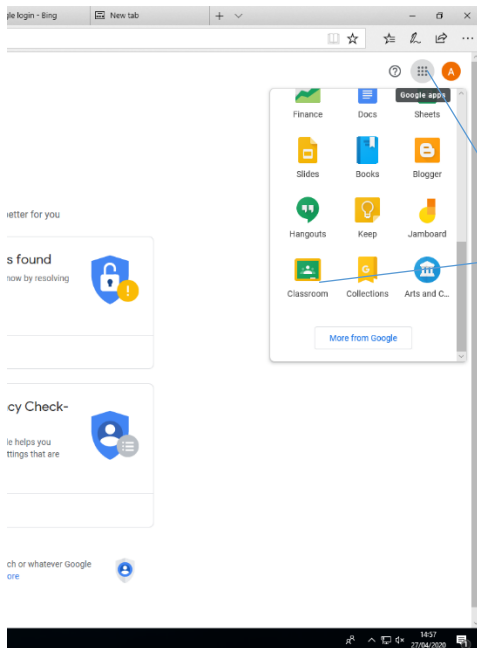 gle login - Bing
New tab
A
Google apps
Finance
Docs
Sheets
Slides
Books
Blogger
Hangouts
Keep
Jamboard
Classroom
Collections
Arts and C...
More from Google
better for you
s found
now by resolving
cy Check-
le helps you
ttings that are
ch or whatever Google
ore
14:57
27/04/2020